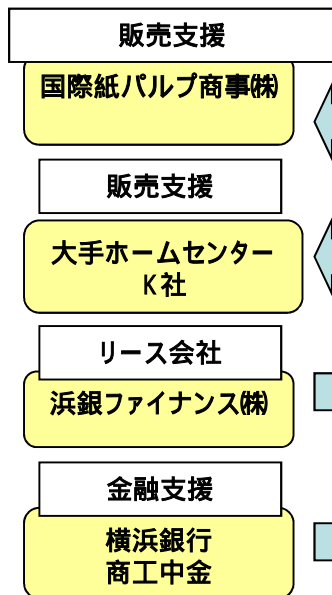 販売支援
国際紙パルプ商事㈱
販売支援
大手ホームセンター
K社
リース会社
浜銀ファイナンス㈱
金融支援
横浜銀行
商工中金